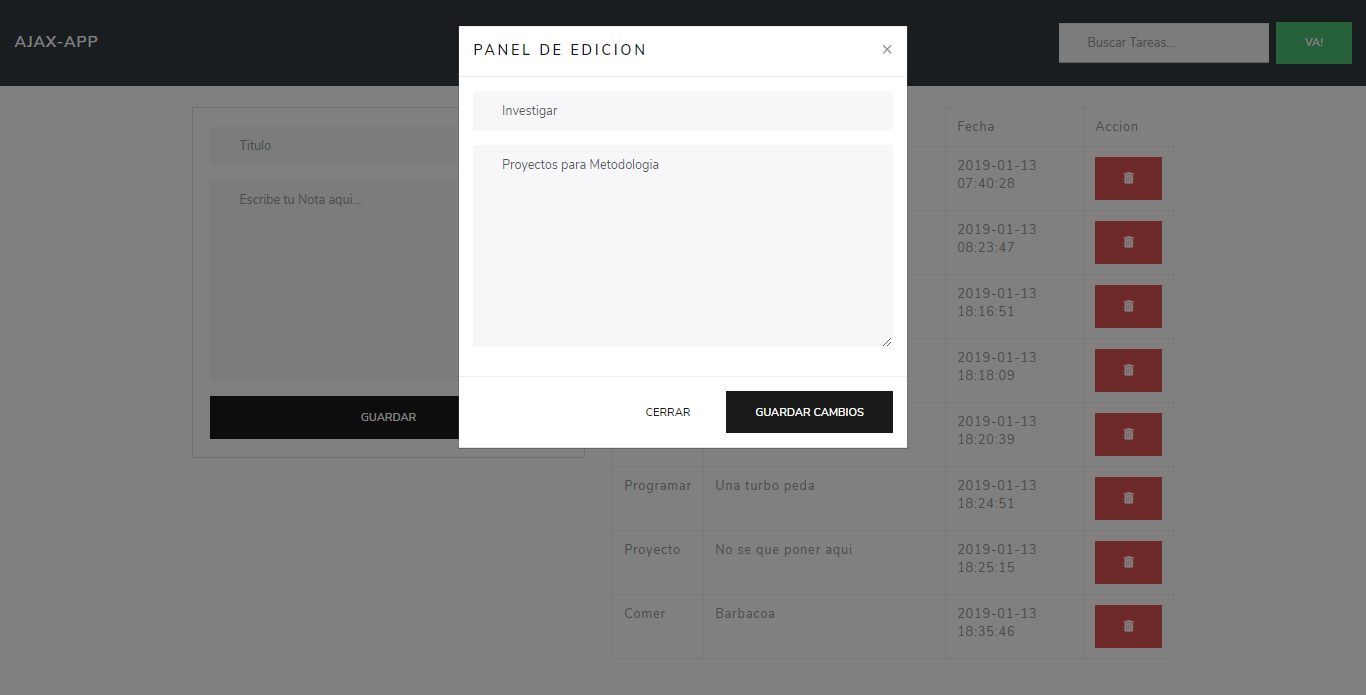 AJAX-APP
Buscar Tareas...
VA!
PANEL DE EDICION
×
Investigar
Proyectos para Metodologia
CERRAR
GUARDAR CAMBIOS
Titulo
Escribe tu Nota aqui...
GUARDAR
Fecha
Accion
2019-01-13
07:40:28
2019-01-13
08:23:47
2019-01-13
18:16:51
2019-01-13
18:18:09
2019-01-13
18:20:39
Programar
Una turbo peda
2019-01-13
18:24:51
Proyecto
No se que poner aqui
2019-01-13
18:25:15
Comer
Barbacoa
2019-01-13
18:35:46